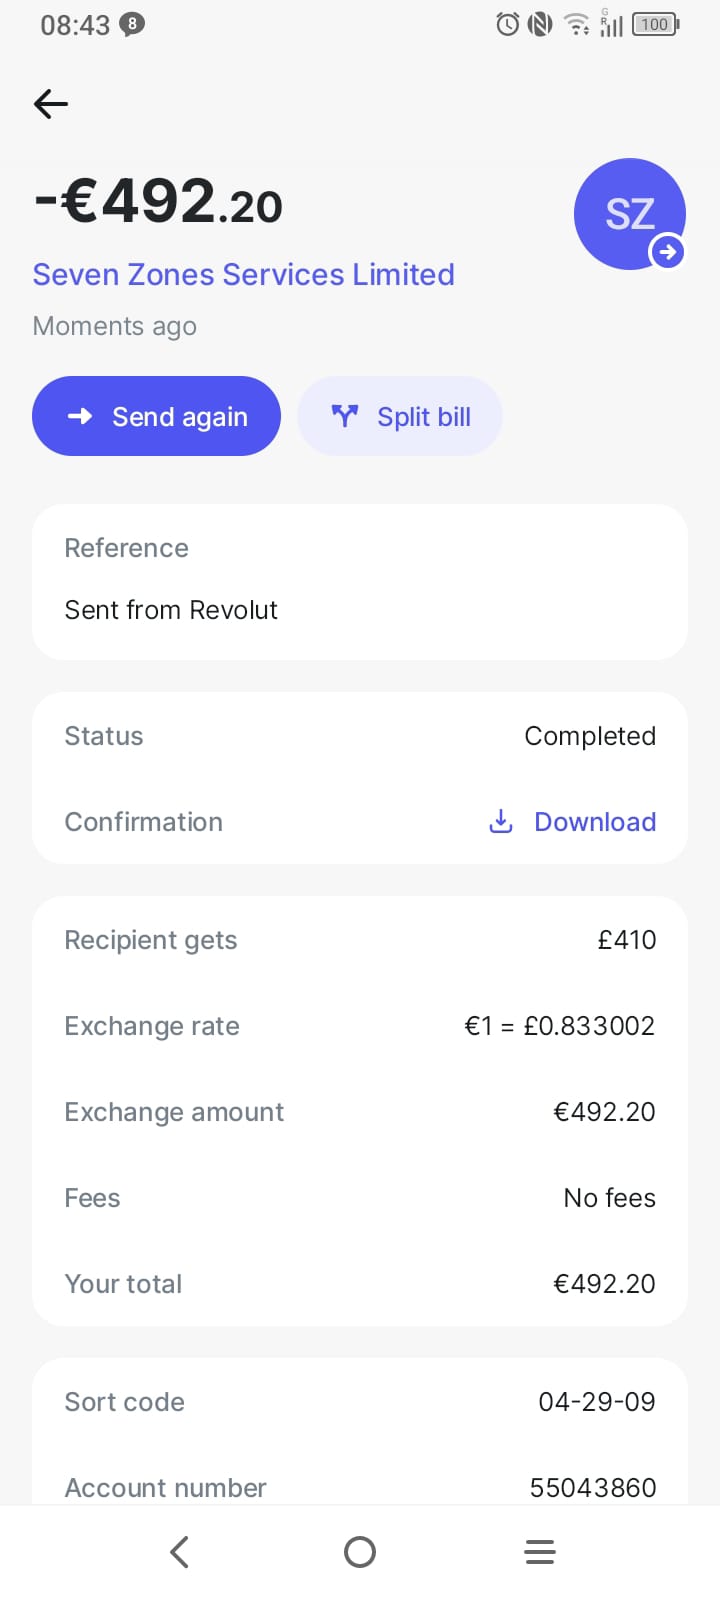 08:43 8 G R 100
-€492.20
SZ
Seven Zones Services Limited
Moments ago
Send again
Split bill
Reference
Sent from Revolut
Status Completed
Confirmation Download
Recipient gets £410
Exchange rate €1 = £0.833002
Exchange amount €492.20
Fees No fees
Your total €492.20
Sort code 04-29-09
Account number 55043860